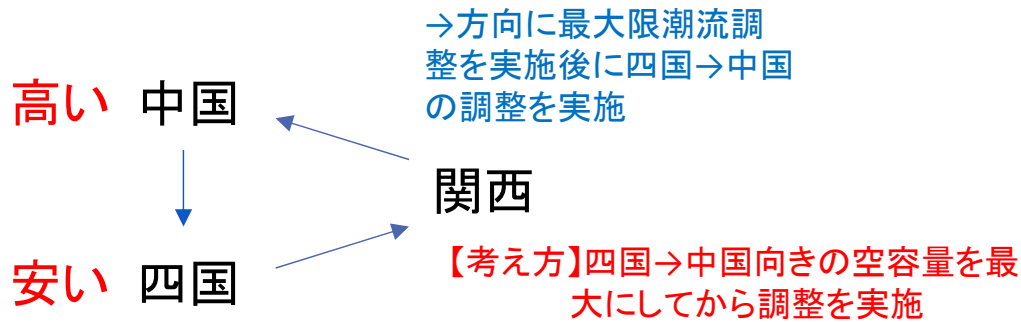 →方向に最大限潮流調
整を実施後に四国→中国
の調整を実施
高い 中国
関西
安い 四国
【考え方】四国→中国向きの空容量を最
大にしてから調整を実施